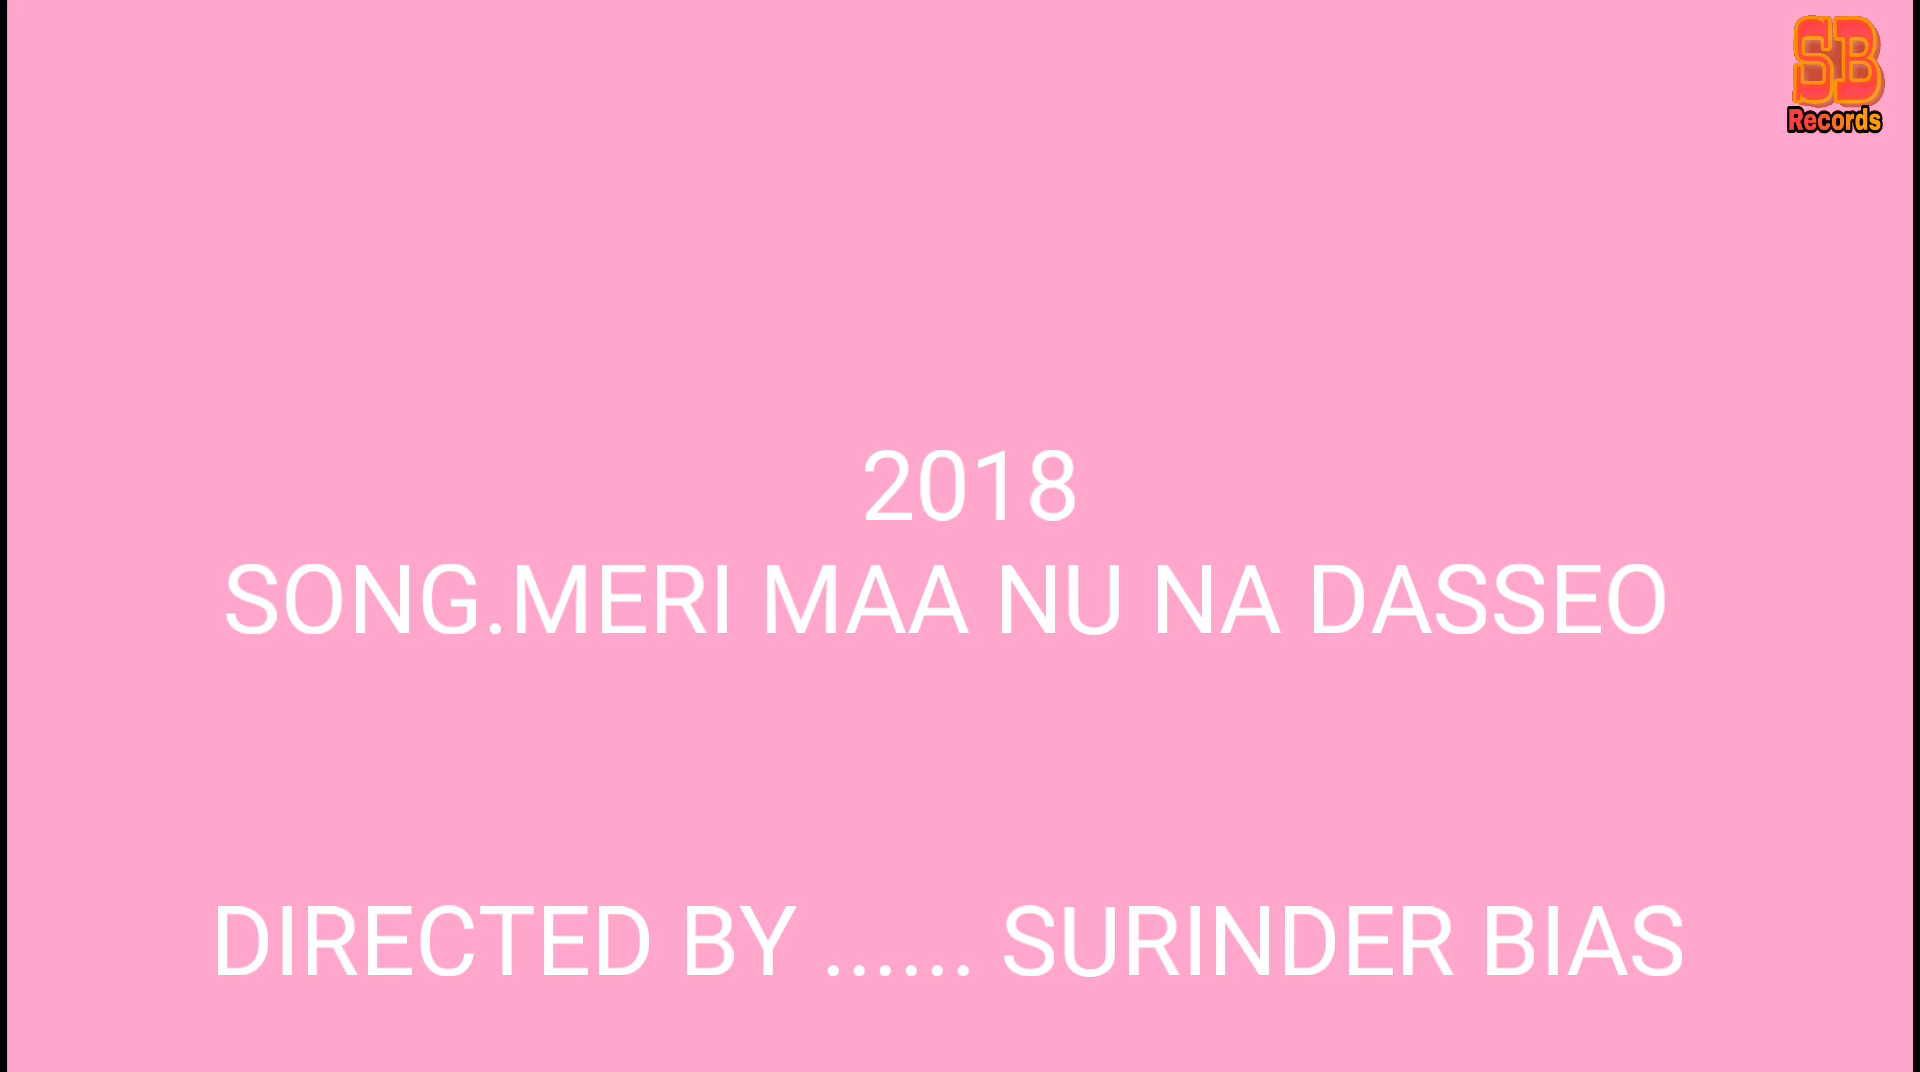 SB
Records
2018
SONG.MERI MAA NU NA DASSEO
DIRECTED BY ...... SURINDER BIAS